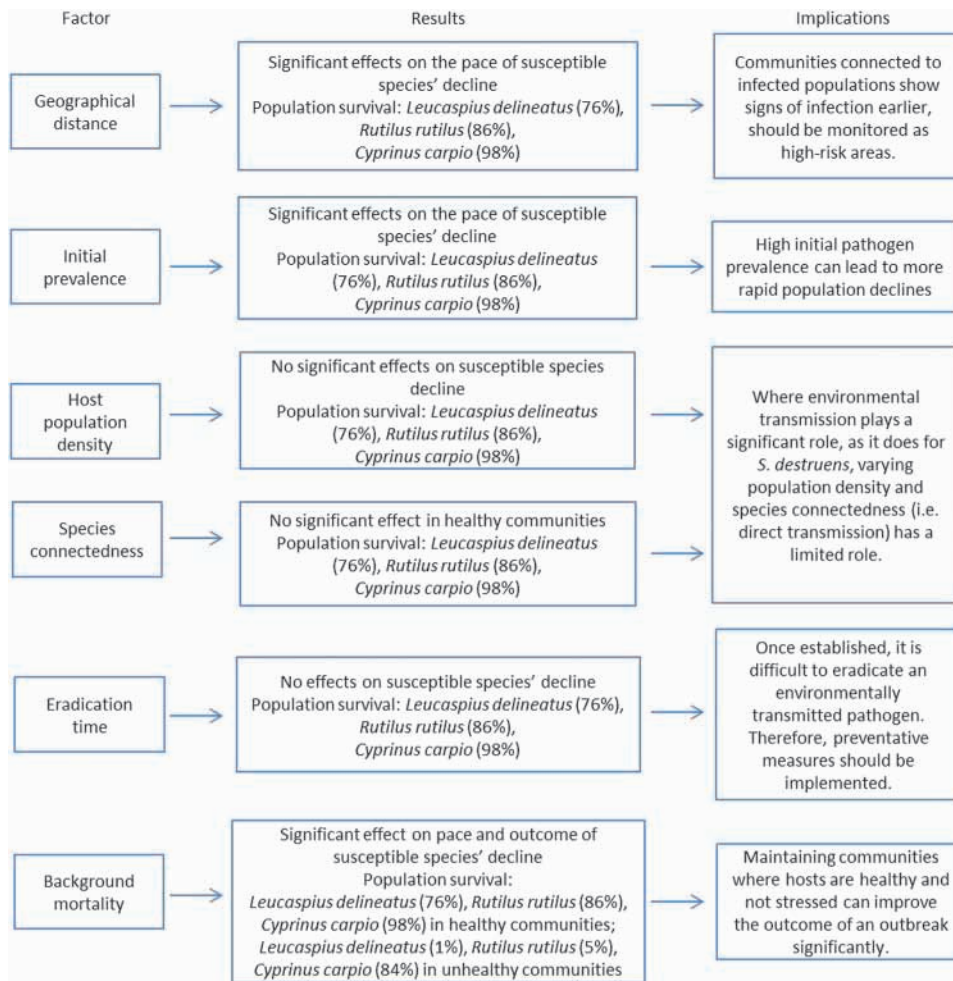 Factor
Results
Implications
Geographical
distance
Significant effects on the pace of susceptible
species' decline
Population survival: Leucaspius delineatus (76%),
Rutilus rutilus (86%),
Cyprinus carpio (98%)
Communities connected to
infected populations show
signs of infection earlier,
should be monitored as
high-risk areas.
Initial
prevalence
Significant effects on the pace of susceptible
species' decline
Population survival: Leucaspius delineatus
(76%), Rutilus rutilus (86%),
Cyprinus carpio (98%)
High initial pathogen
prevalence can lead to more
rapid population declines
Host
population
density
No significant effects on susceptible species
decline
Population survival: Leucaspius delineatus
(76%), Rutilus rutilus (86%),
Cyprinus carpio (98%)
Where environmental
transmission plays a
significant role, as it does for
S. destruens, varying
population density and
species connectedness (i.e.
direct transmission) has a
limited role.
Species
connectedness
No significant effect in healthy communities
Population survival: Leucaspius delineatus
(76%), Rutilus rutilus (86%),
Cyprinus carpio (98%)
Eradication
time
No effects on susceptible species' decline
Population survival: Leucaspius delineatus (76%),
Rutilus rutilus (86%),
Cyprinus carpio (98%)
Once established, it is
difficult to eradicate an
environmentally
transmitted pathogen.
Therefore, preventative
measures should be
implemented.
Background
mortality
Significant effect on pace and outcome of
susceptible species' decline
Population survival:
Leucaspius delineatus (76%), Rutilus rutilus (86%),
Cyprinus carpio (98%) in healthy communities;
Leucaspius delineatus (1%), Rutilus rutilus (5%),
Cyprinus carpio (84%) in unhealthy communities
Maintaining communities
where hosts are healthy and
not stressed can improve
the outcome of an outbreak
significantly.